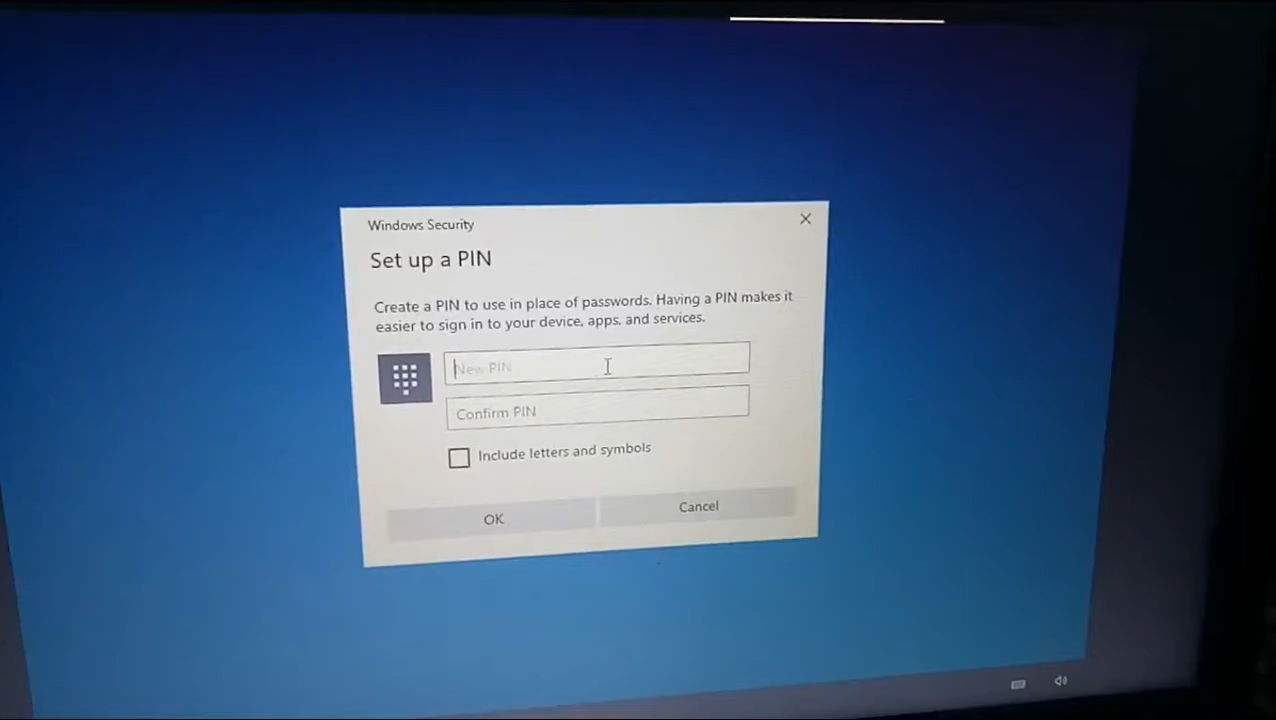 Windows Security
Set up a PIN
Create a PIN to use in place of passwords. Having a PIN makes it
easier to sign in to your device, apps, and services.
New PIN
Confirm PIN
Include letters and symbols
OK
Cancel